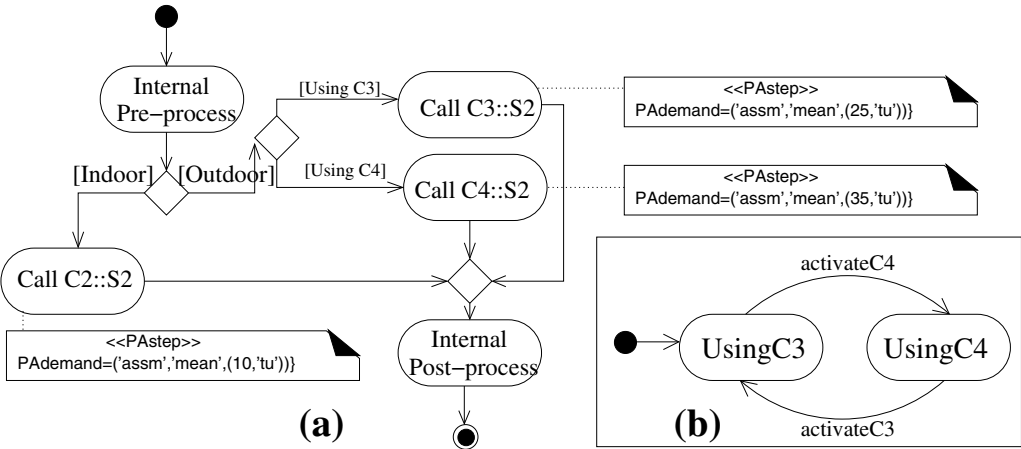 Internal
Pre−process
[Indoor]
[Outdoor]
[Using C3]
[Using C4]
Call C3::S2
<<PAstep>>
PAdemand=('assm','mean',(25,'tu'))}
Call C4::S2
<<PAstep>>
PAdemand=('assm','mean',(35,'tu'))}
Call C2::S2
<<PAstep>>
PAdemand=('assm','mean',(10,'tu'))}
Internal
Post−process
(a)
activateC4
UsingC3
UsingC4
activateC3
(b)